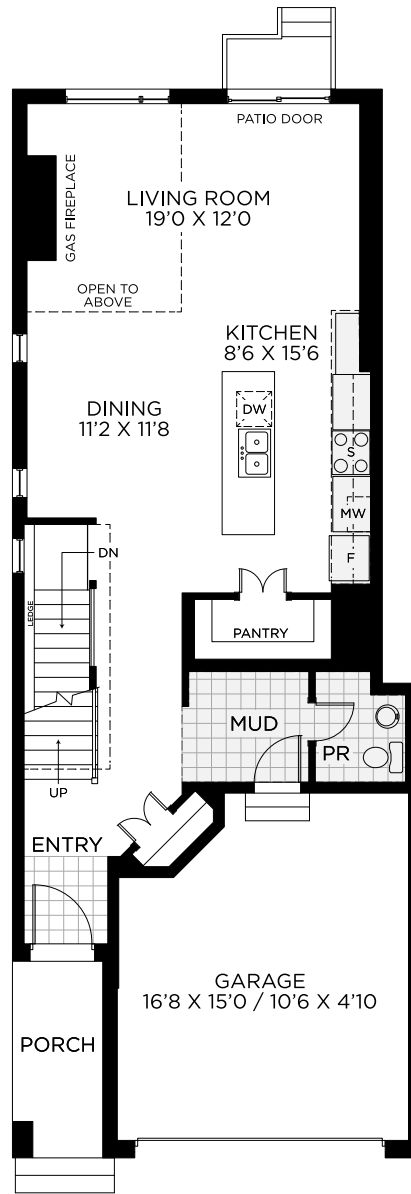 PATIO DOOR
GAS FIREPLACE
LIVING ROOM
19'0 X 12'0
OPEN TO
ABOVE
KITCHEN
8'6 X 15'6
DW
DINING
11'2 X 11'8
S
MW
F
DN
LEDGE
PANTRY
MUD
PR
UP
ENTRY
GARAGE
16'8 X 15'0 / 10'6 X 4'10
PORCH